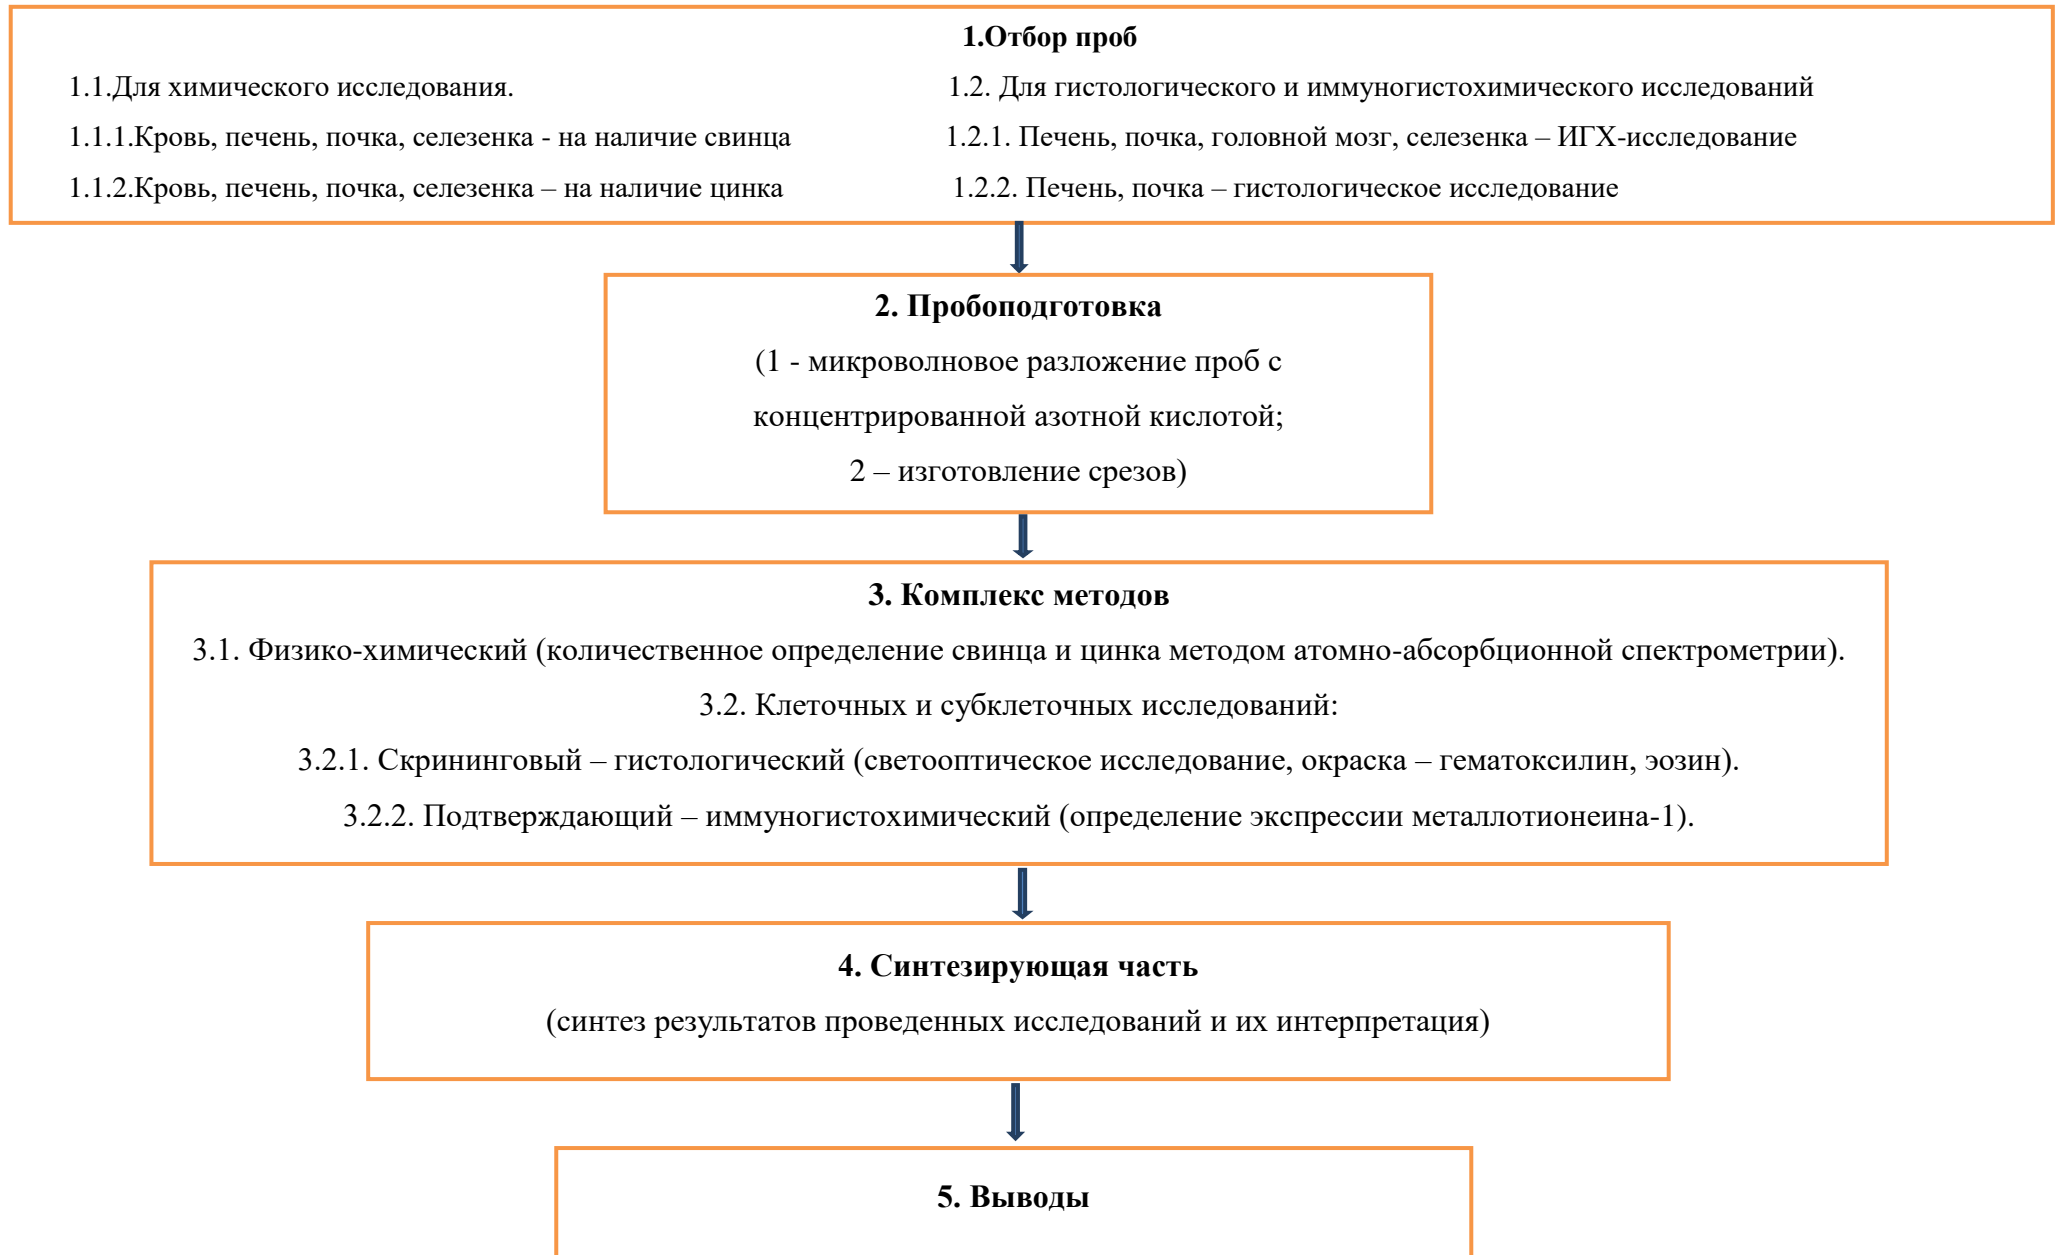 1.Отбор проб
1.1.Для химического исследования.
1.1.1.Кровь, печень, почка, селезенка - на наличие свинца
1.1.2.Кровь, печень, почка, селезенка – на наличие цинка
1.2. Для гистологического и иммуногистохимического исследований
1.2.1. Печень, почка, головной мозг, селезенка – ИГХ-исследование
1.2.2. Печень, почка – гистологическое исследование
2. Пробоподготовка
(1 - микроволновое разложение проб с
концентрированной азотной кислотой;
2 – изготовление срезов)
3. Комплекс методов
3.1. Физико-химический (количественное определение свинца и цинка методом атомно-абсорбционной спектрометрии).
3.2. Клеточных и субклеточных исследований:
3.2.1. Скрининговый – гистологический (светооптическое исследование, окраска – гематоксилин, эозин).
3.2.2. Подтверждающий – иммуногистохимический (определение экспрессии металлотионеина-1).
4. Синтезирующая часть
(синтез результатов проведенных исследований и их интерпретация)
5. Выводы